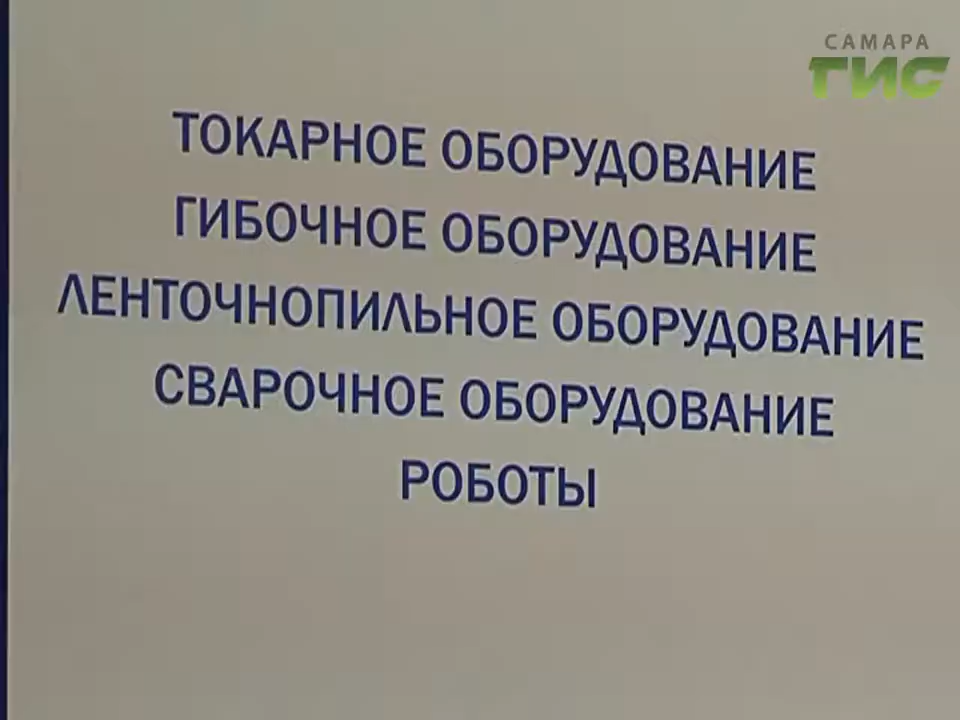 САМАРА
ГИС
ТОКАРНОЕ ОБОРУДОВАНИЕ
ГИБОЧНОЕ ОБОРУДОВАНИЕ
ЛЕНТОЧНОПИЛЬНОЕ ОБОРУДОВАНИЕ
СВАРОЧНОЕ ОБОРУДОВАНИЕ
РОБОТЫ